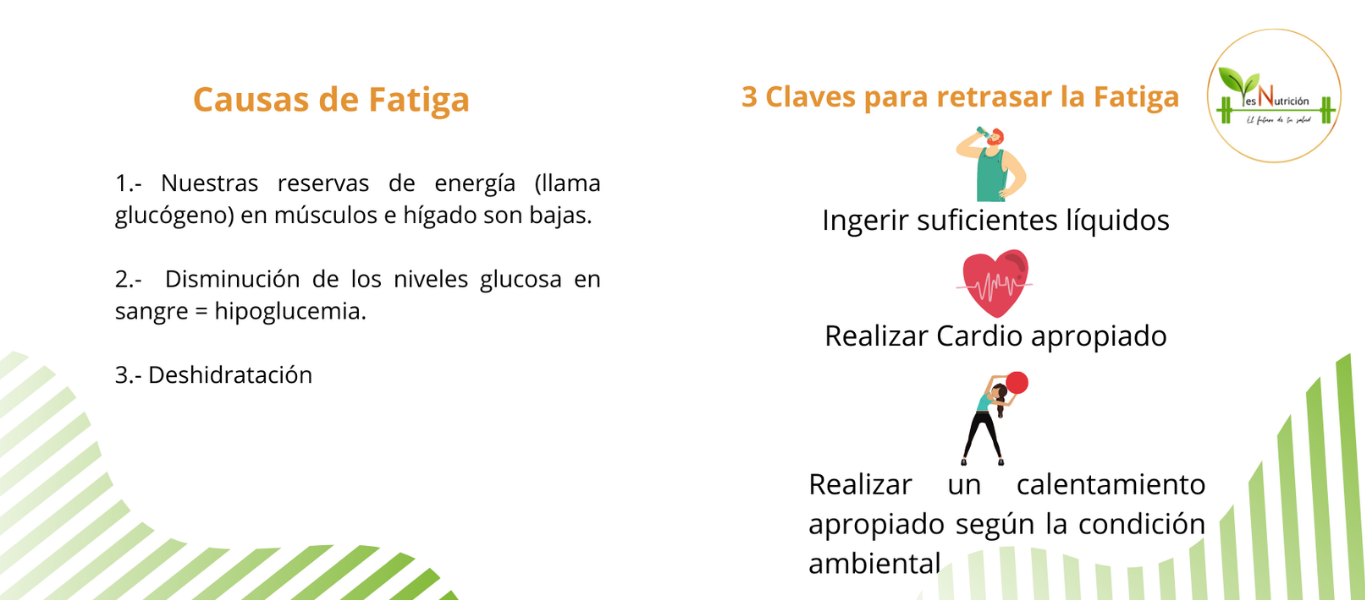 Causas de Fatiga
1.- Nuestras reservas de energía (llama
glucógeno) en músculos e hígado son bajas.
2.- Disminución de los niveles glucosa en
sangre = hipoglucemia.
3.- Deshidratación
3 Claves para retrasar la Fatiga
Yes Nutrición
El futuro de tu salud
Ingerir suficientes líquidos
Realizar Cardio apropiado
Realizar un calentamiento
apropiado según la condición
ambiental